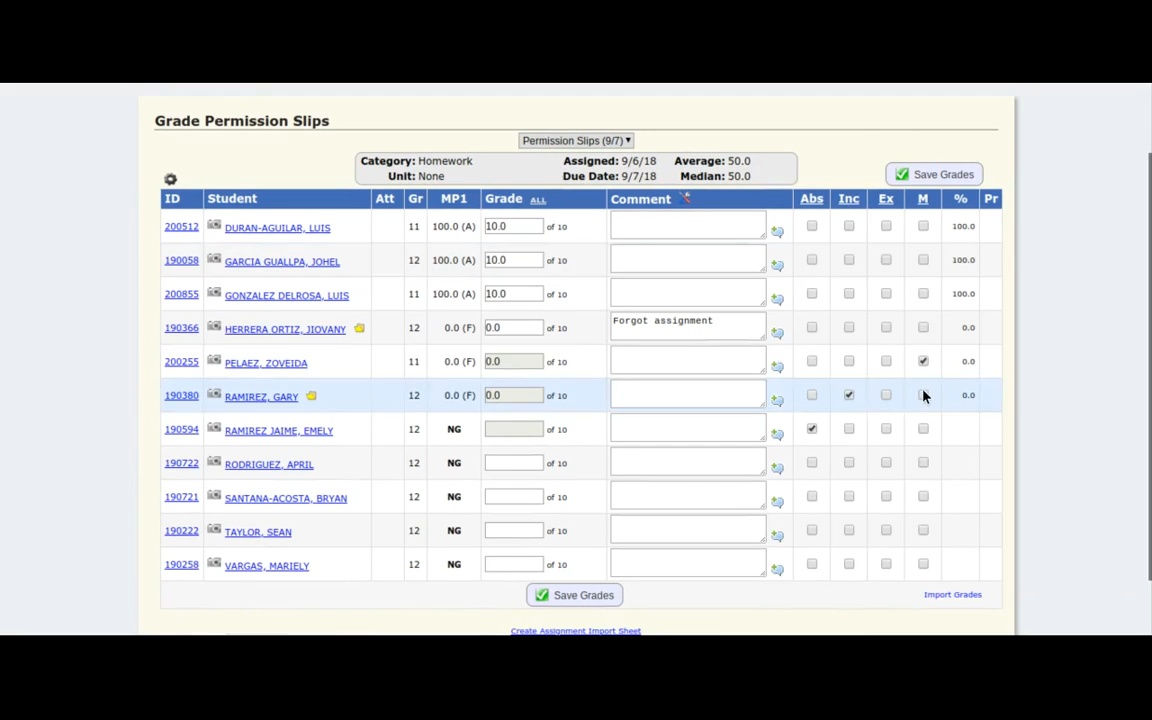 Grade Permission Slips
Permission Slips (9/7)
Category: Homework Assigned: 9/6/18 Average: 50.0
Unit: None Due Date: 9/7/18 Median: 50.0
Save Grades
ID Student Att Gr MP1 Grade ALL Comment Abs Inc Ex M % Pr
200512 DURAN-AGUILAR, LUIS 11 100.0 (A) 10.0 of 10 100.0
190058 GARCIA GUALLPA, JOHEL 12 100.0 (A) 10.0 of 10 100.0
200855 GONZALEZ DELROSA, LUIS 11 100.0 (A) 10.0 of 10 100.0
190366 HERRERA ORTIZ, JIOVANY 12 0.0 (F) 0.0 of 10 Forgot assignment 0.0
200255 PELAEZ, ZOVEIDA 11 0.0 (F) 0.0 of 10 0.0
190380 RAMIREZ, GARY 12 0.0 (F) 0.0 of 10 0.0
190594 RAMIREZ JAIME, EMELY 12 NG of 10
190722 RODRIGUEZ, APRIL 12 NG of 10
190721 SANTANA-ACOSTA, BRYAN 12 NG of 10
190222 TAYLOR, SEAN 12 NG of 10
190258 VARGAS, MARIELY 12 NG of 10
Save Grades
Import Grades
Create Assignment Import Sheet